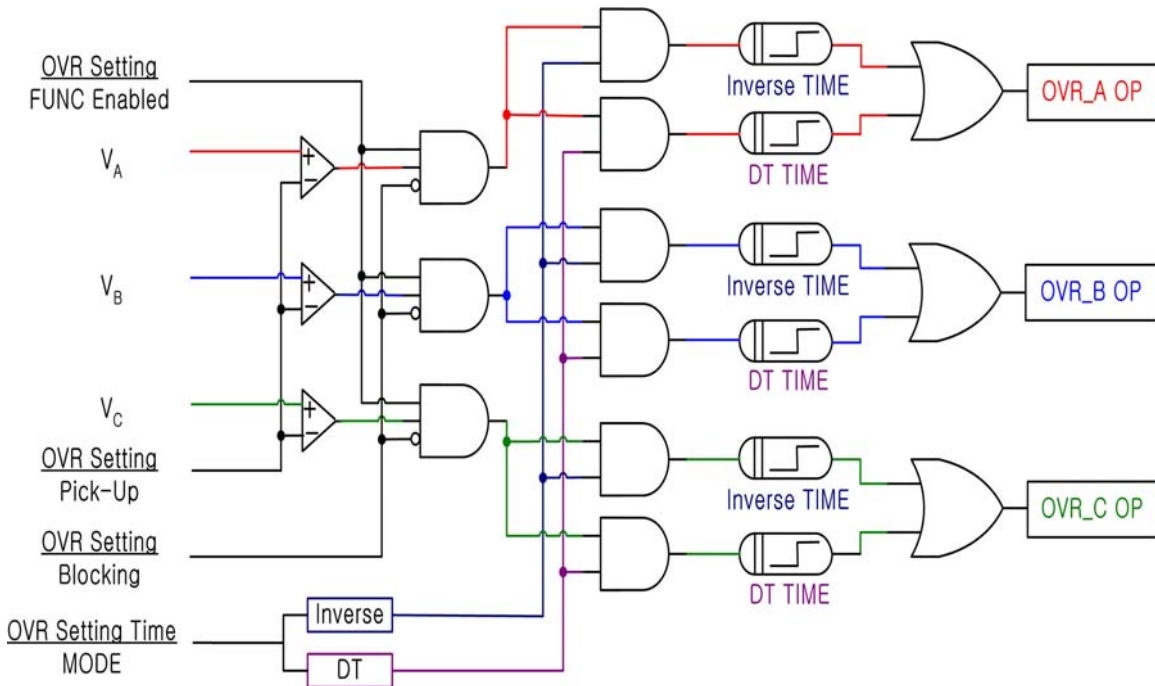 OVR Setting
FUNC Enabled
V_A
V_B
V_C
OVR Setting
Pick-Up
OVR Setting
Blocking
OVR Setting Time
MODE
Inverse
DT
+
−
+
−
+
−
Inverse TIME
DT TIME
Inverse TIME
DT TIME
Inverse TIME
DT TIME
OVR_A OP
OVR_B OP
OVR_C OP